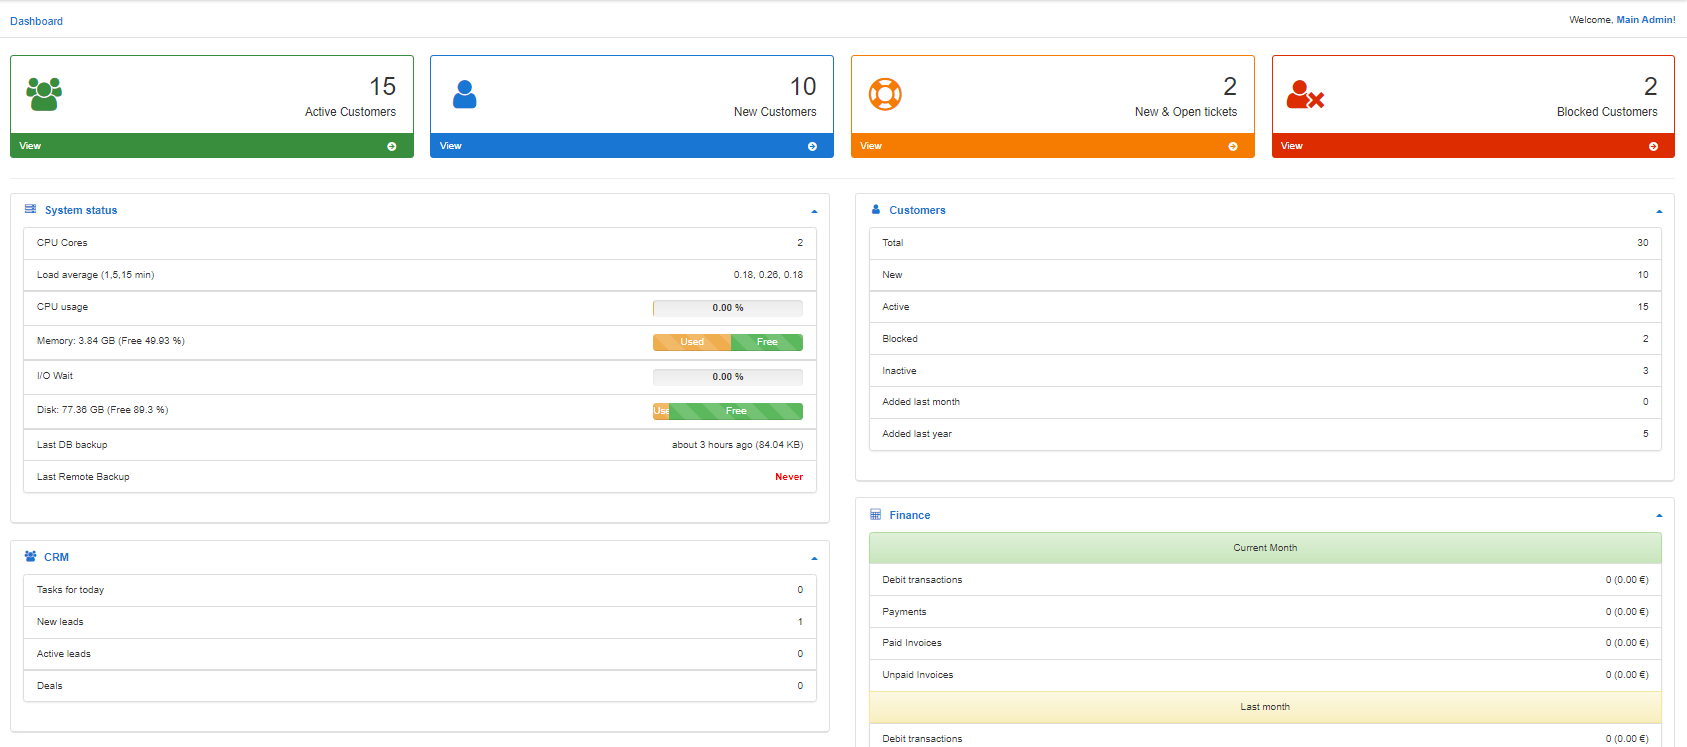 Dashboard
Welcome, Main Admin!
15
Active Customers
View
10
New Customers
View
2
New & Open tickets
View
2
Blocked Customers
View
System status
CPU Cores 2
Load average (1,5,15 min) 0.18, 0.26, 0.18
CPU usage 0.00 %
Memory: 3.84 GB (Free 49.93 %) Used Free
I/O Wait 0.00 %
Disk: 77.36 GB (Free 89.3 %) Use Free
Last DB backup about 3 hours ago (84.04 KB)
Last Remote Backup Never
CRM
Tasks for today 0
New leads 1
Active leads 0
Deals 0
Customers
Total 30
New 10
Active 15
Blocked 2
Inactive 3
Added last month 0
Added last year 5
Finance
Current Month
Debit transactions 0 (0.00 €)
Payments 0 (0.00 €)
Paid Invoices 0 (0.00 €)
Unpaid Invoices 0 (0.00 €)
Last month
Debit transactions 0 (0.00 €)